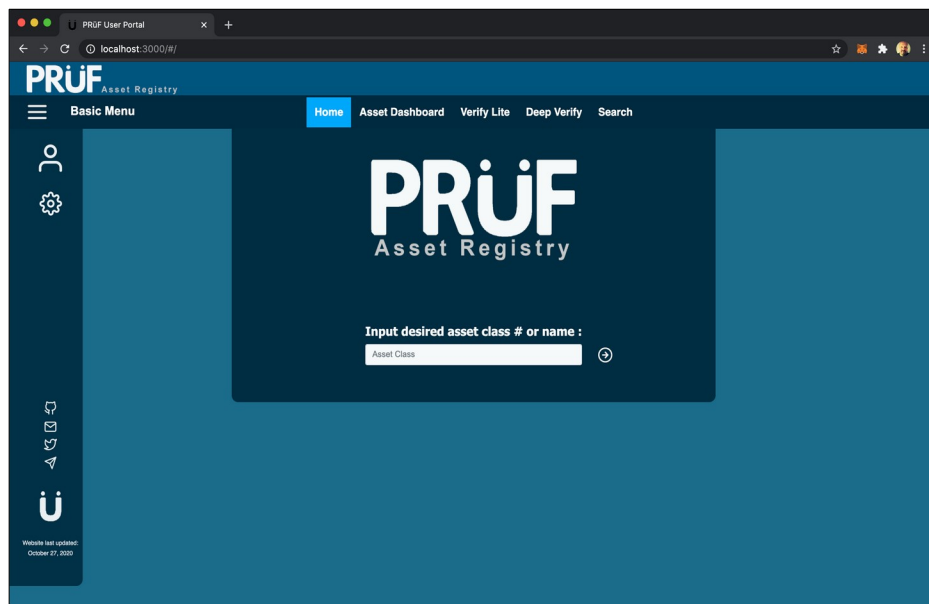 PRüF User Portal
localhost:3000/#/
PRüF
Asset Registry
Basic Menu
Home Asset Dashboard Verify Lite Deep Verify Search
PRüF
Asset Registry
Input desired asset class # or name :
Asset Class
Ü
Website last updated:
October 27, 2020